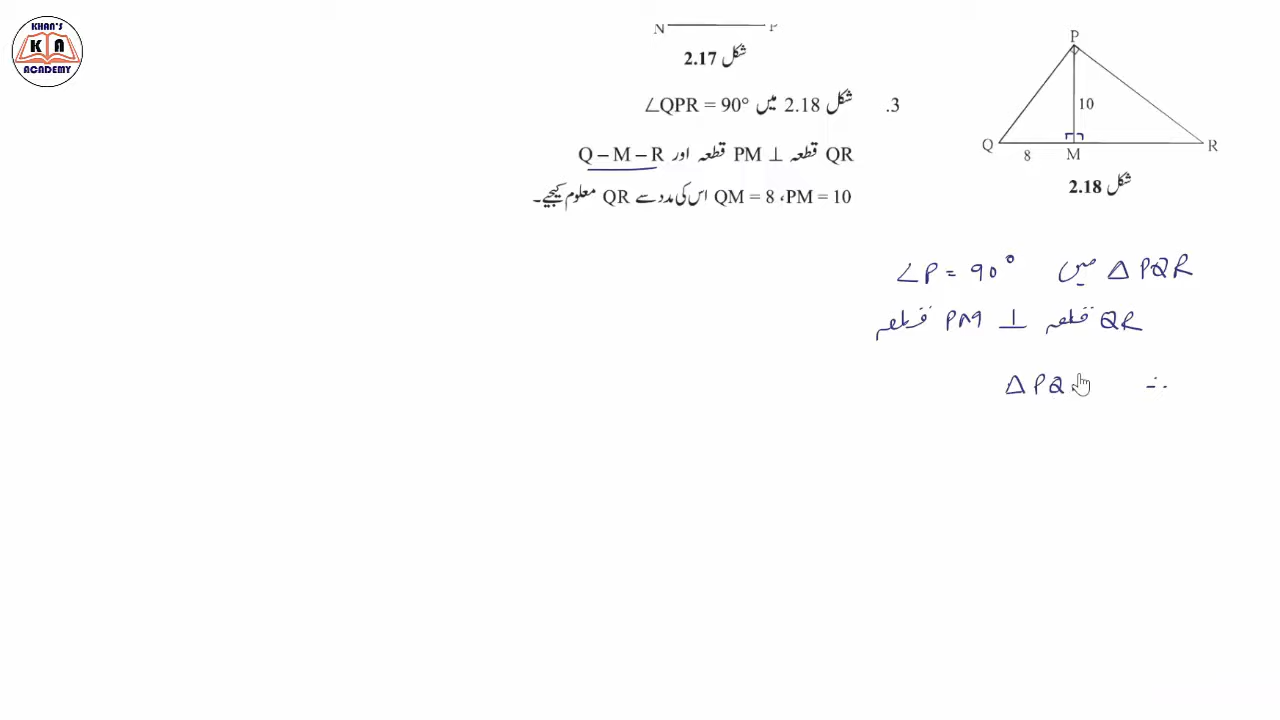 KHAN'S
K A
ACADEMY
N P
شکل 2.17
3. شکل 2.18 میں ∠QPR = 90°
قطعہ PM ⊥ قطعہ QR اور Q – M – R
PM = 10، QM = 8 اس کی مدد سے QR معلوم کیجیے۔
P
10
Q
8
M
R
شکل 2.18
△ PQR میں ∠P = 90°
قطعہ PM ⊥ قطعہ QR
∴ △ PQ